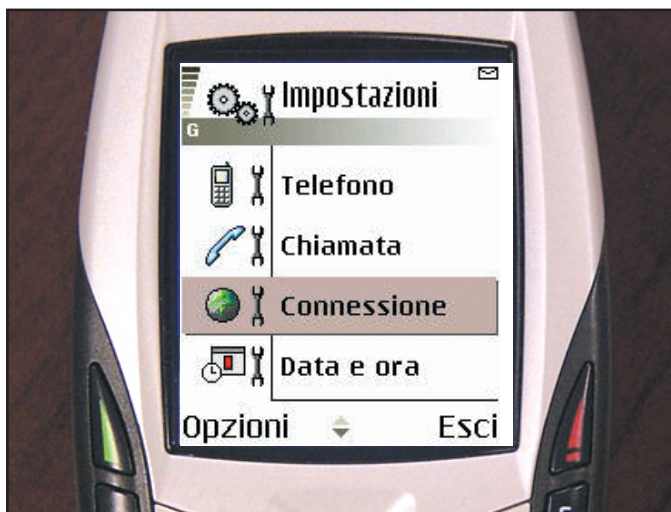 Impostazioni
G
Telefono
Chiamata
Connessione
Data e ora
Opzioni Esci